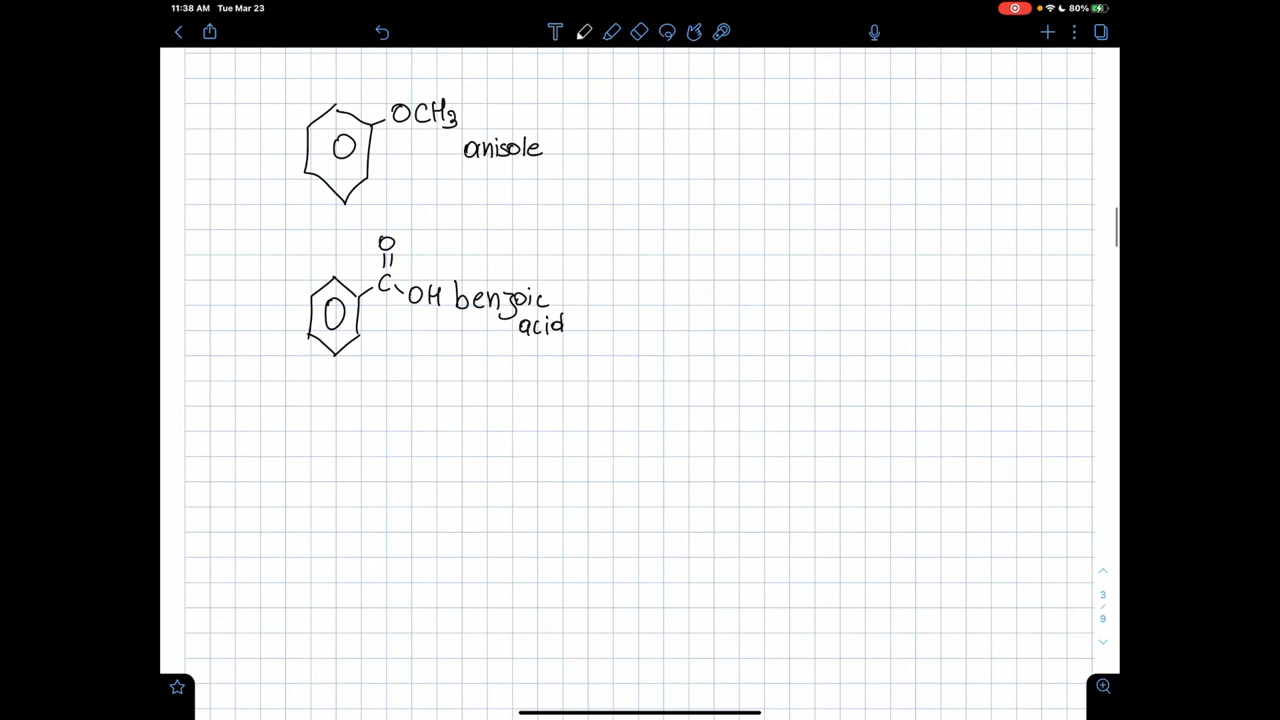 11:38 AM Tue Mar 23
80%
T
OCH3
anisole
O
C
OH benzoic
acid
3
/
9